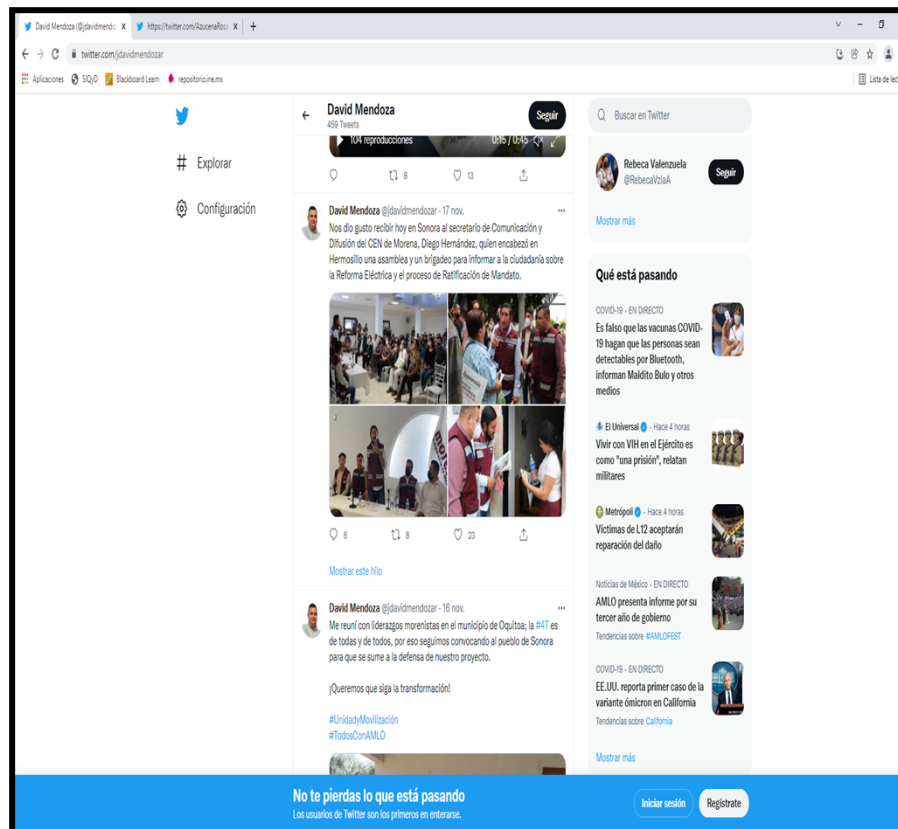 David Mendoza (@jdavidmendo
https://twitter.com/AzucenaRosa
twitter.com/jdavidmendozar
Aplicaciones
SIQyD
Blackboard Learn
repositorio.ine.mx
Lista de lect
Explorar
Configuración
David Mendoza
459 Tweets
Seguir
104 reproducciones
0:15 / 0:45
8
13
David Mendoza @jdavidmendozar · 17 nov.
Nos dio gusto recibir hoy en Sonora al secretario de Comunicación y
Difusión del CEN de Morena, Diego Hernández, quien encabezó en
Hermosillo una asamblea y un brigadeo para informar a la ciudadanía sobre
la Reforma Eléctrica y el proceso de Ratificación de Mandato.
6
8
23
Mostrar este hilo
David Mendoza @jdavidmendozar · 16 nov.
Me reuní con liderazgos morenistas en el municipio de Oquitoa; la #4T es
de todas y de todos, por eso seguimos convocando al pueblo de Sonora
para que se sume a la defensa de nuestro proyecto.
¡Queremos que siga la transformación!
#UnidadyMovilización
#TodosConAMLO
Buscar en Twitter
Rebeca Valenzuela
@RebecaVzlaA
Seguir
Mostrar más
Qué está pasando
COVID-19 · EN DIRECTO
Es falso que las vacunas COVID-
19 hagan que las personas sean
detectables por Bluetooth,
informan Maldito Bulo y otros
medios
El Universal · Hace 4 horas
Vivir con VIH en el Ejército es
como "una prisión", relatan
militares
Metrópoli · Hace 4 horas
Víctimas de L12 aceptarán
reparación del daño
Noticias de México · EN DIRECTO
AMLO presenta informe por su
tercer año de gobierno
Tendencias sobre #AMLOFEST
COVID-19 · EN DIRECTO
EE.UU. reporta primer caso de la
variante ómicron en California
Tendencias sobre California
Mostrar más
No te pierdas lo que está pasando
Los usuarios de Twitter son los primeros en enterarse.
Iniciar sesión
Regístrate